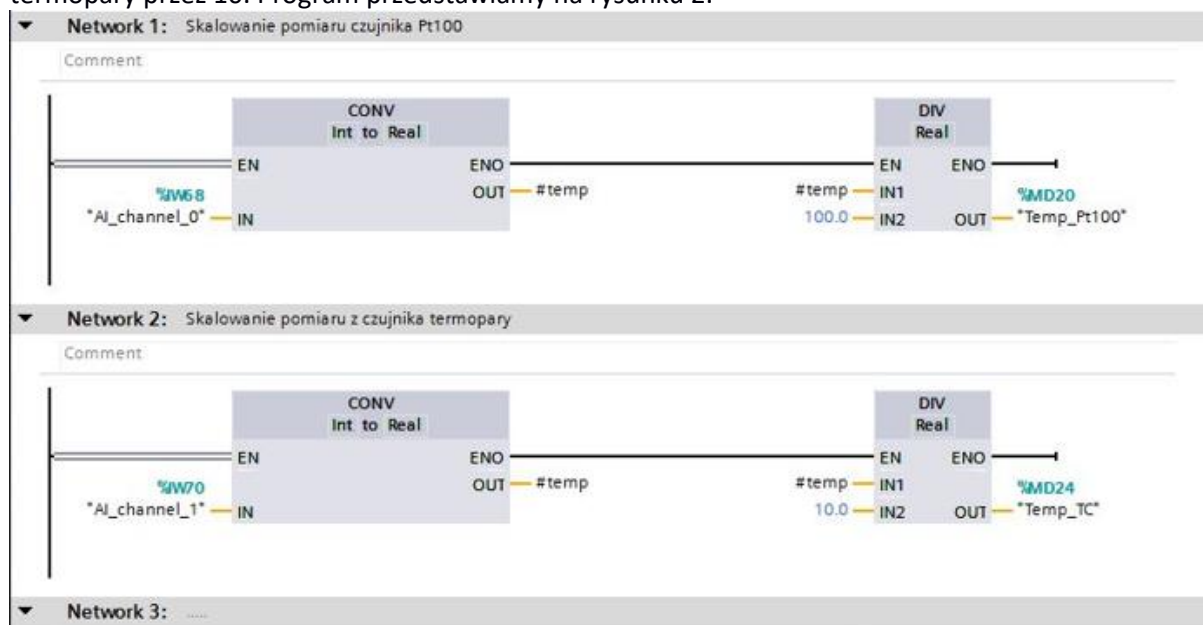 termopary przez 10. Program przedstawiamy na rysunku 2.
Network 1: Skalowanie pomiaru czujnika Pt100
Comment
CONV
Int to Real
DIV
Real
EN ENO EN ENO
%IW68
"AI_channel_0" IN
OUT #temp
#temp IN1
100.0 IN2
%MD20
OUT "Temp_Pt100"
Network 2: Skalowanie pomiaru z czujnika termopary
Comment
CONV
Int to Real
DIV
Real
EN ENO EN ENO
%IW70
"AI_channel_1" IN
OUT #temp
#temp IN1
10.0 IN2
%MD24
OUT "Temp_TC"
Network 3: .....